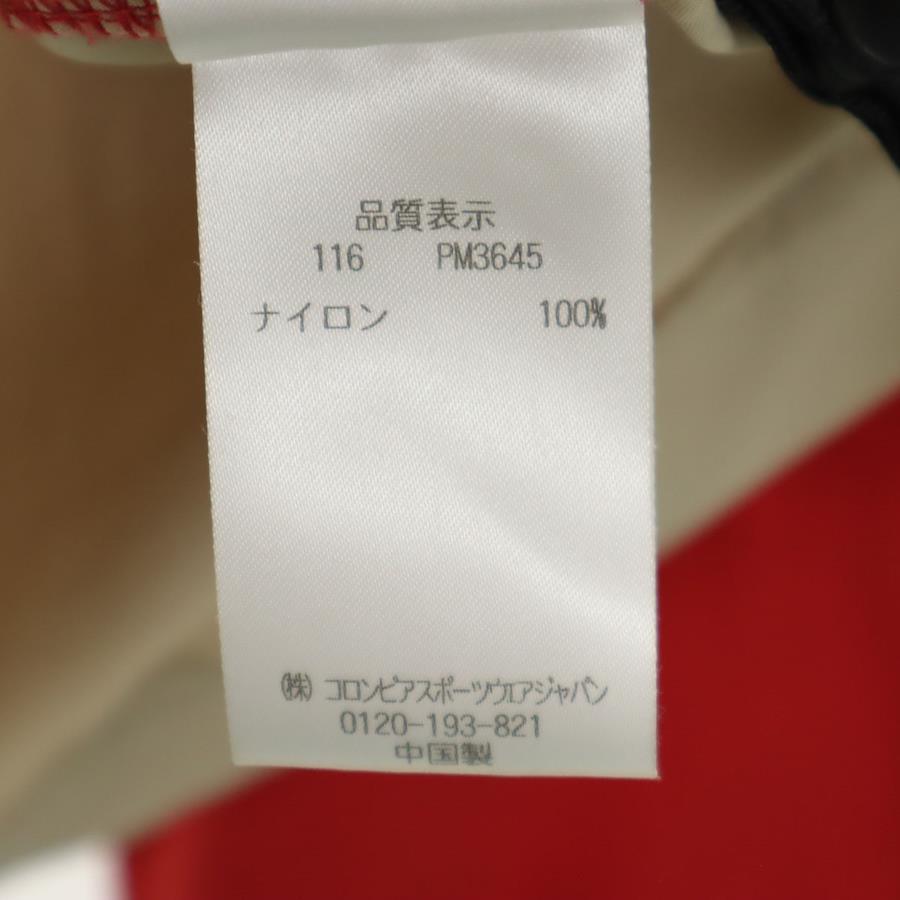 品質表示
116 PM3645
ナイロン 100%
㈱ コロンビアスポーツウエアジャパン
0120-193-821
中国製